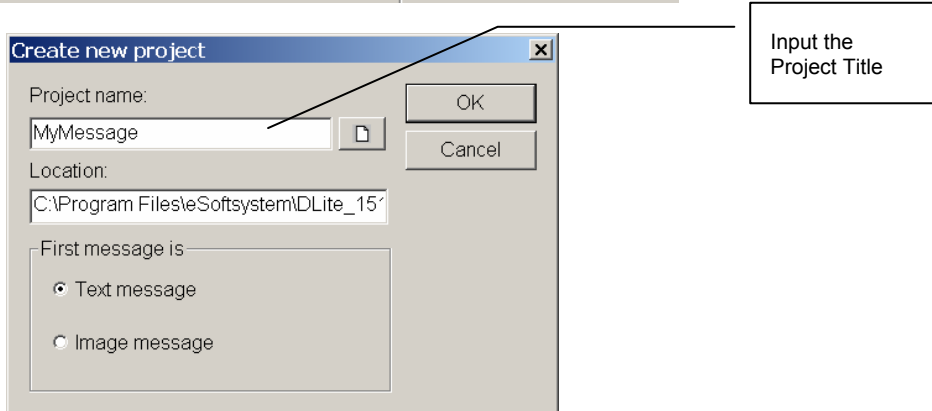 Create new project
Project name:
MyMessage
Location:
C:\Program Files\eSoftsystem\DLite_151
First message is
Text message
Image message
OK
Cancel
Input the
Project Title